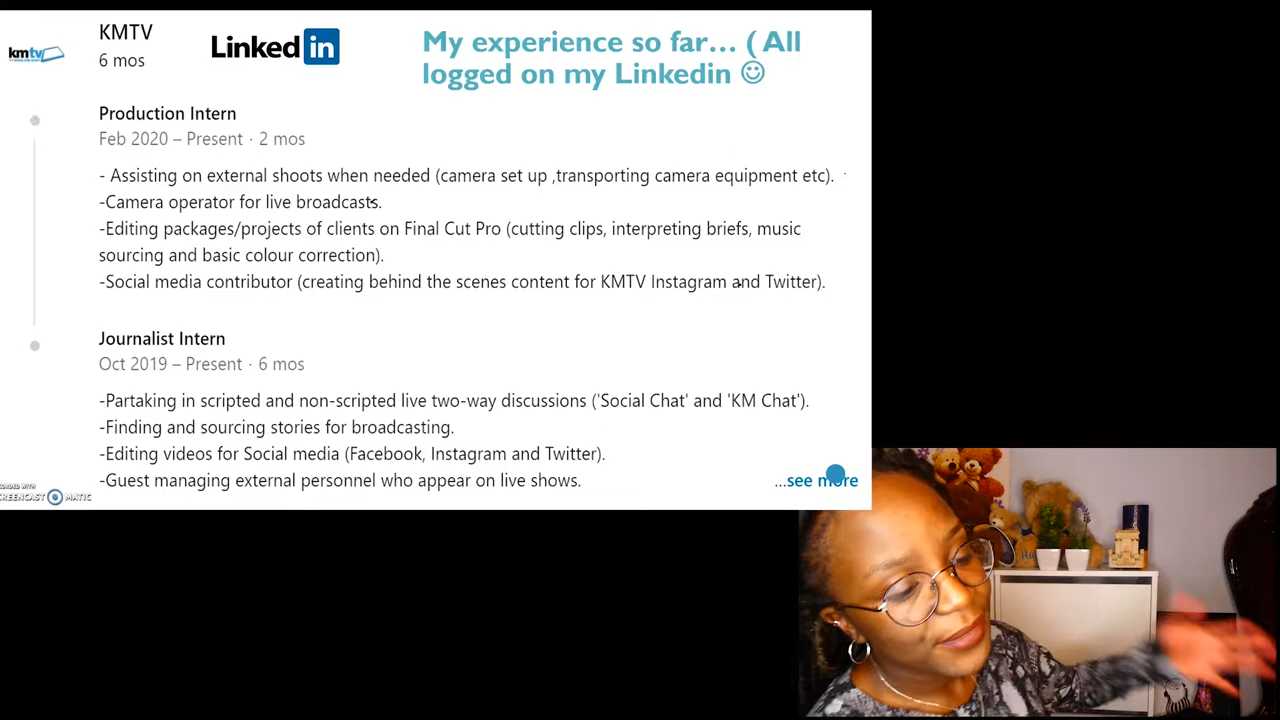 KMTV
6 mos
kmtv
Linked in
My experience so far... ( All
logged on my Linkedin ☺
Production Intern
Feb 2020 – Present · 2 mos
- Assisting on external shoots when needed (camera set up ,transporting camera equipment etc).
-Camera operator for live broadcasts.
-Editing packages/projects of clients on Final Cut Pro (cutting clips, interpreting briefs, music
sourcing and basic colour correction).
-Social media contributor (creating behind the scenes content for KMTV Instagram and Twitter).
Journalist Intern
Oct 2019 – Present · 6 mos
-Partaking in scripted and non-scripted live two-way discussions ('Social Chat' and 'KM Chat').
-Finding and sourcing stories for broadcasting.
-Editing videos for Social media (Facebook, Instagram and Twitter).
-Guest managing external personnel who appear on live shows.
...see more
WITH
MATIC